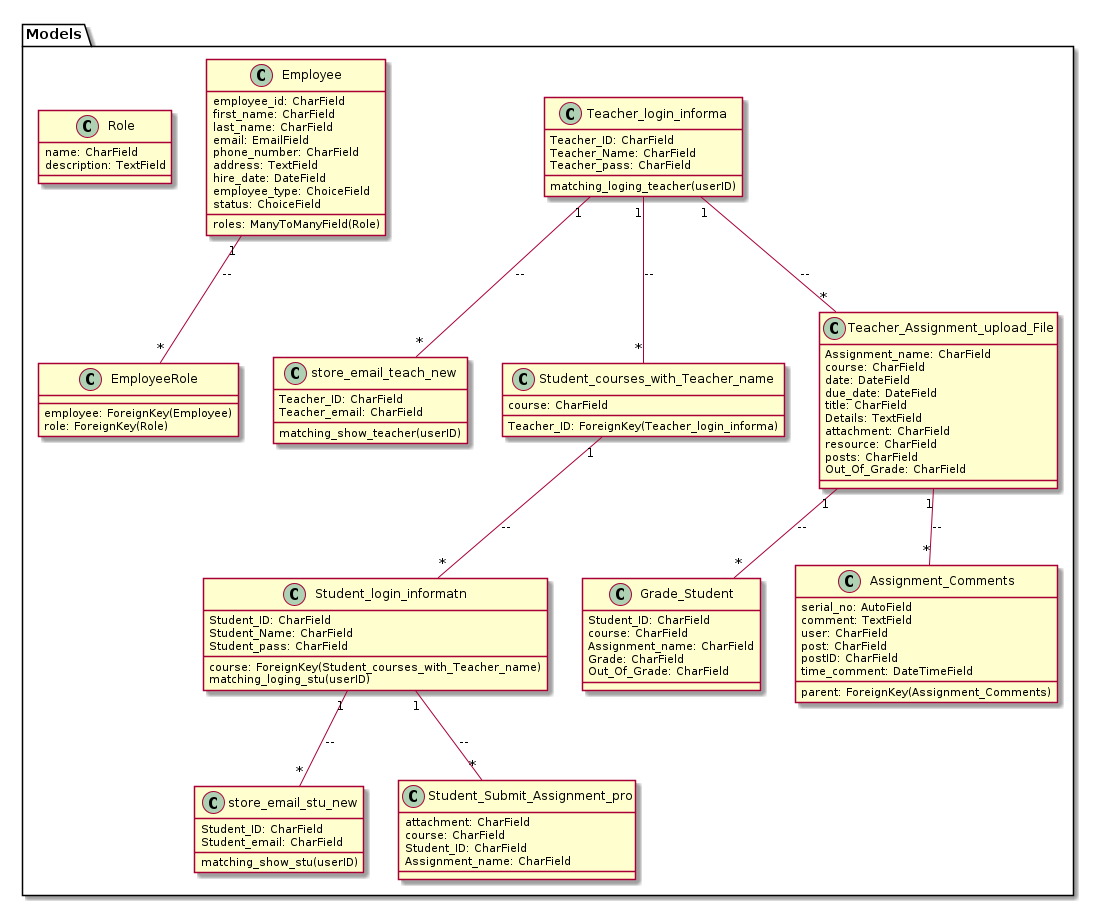 Models
C Role
name: CharField
description: TextField
C Employee
employee_id: CharField
first_name: CharField
last_name: CharField
email: EmailField
phone_number: CharField
address: TextField
hire_date: DateField
employee_type: ChoiceField
status: ChoiceField
roles: ManyToManyField(Role)
C Teacher_login_informa
Teacher_ID: CharField
Teacher_Name: CharField
Teacher_pass: CharField
matching_loging_teacher(userID)
1
--
*
1
--
*
1
--
*
1
--
*
C EmployeeRole
employee: ForeignKey(Employee)
role: ForeignKey(Role)
C store_email_teach_new
Teacher_ID: CharField
Teacher_email: CharField
matching_show_teacher(userID)
C Student_courses_with_Teacher_name
course: CharField
Teacher_ID: ForeignKey(Teacher_login_informa)
C Teacher_Assignment_upload_File
Assignment_name: CharField
course: CharField
date: DateField
due_date: DateField
title: CharField
Details: TextField
attachment: CharField
resource: CharField
posts: CharField
Out_Of_Grade: CharField
1
--
*
1
--
*
1
--
*
C Student_login_informatn
Student_ID: CharField
Student_Name: CharField
Student_pass: CharField
course: ForeignKey(Student_courses_with_Teacher_name)
matching_loging_stu(userID)
C Grade_Student
Student_ID: CharField
course: CharField
Assignment_name: CharField
Grade: CharField
Out_Of_Grade: CharField
C Assignment_Comments
serial_no: AutoField
comment: TextField
user: CharField
post: CharField
postID: CharField
time_comment: DateTimeField
parent: ForeignKey(Assignment_Comments)
1
--
*
1
--
*
C store_email_stu_new
Student_ID: CharField
Student_email: CharField
matching_show_stu(userID)
C Student_Submit_Assignment_pro
attachment: CharField
course: CharField
Student_ID: CharField
Assignment_name: CharField